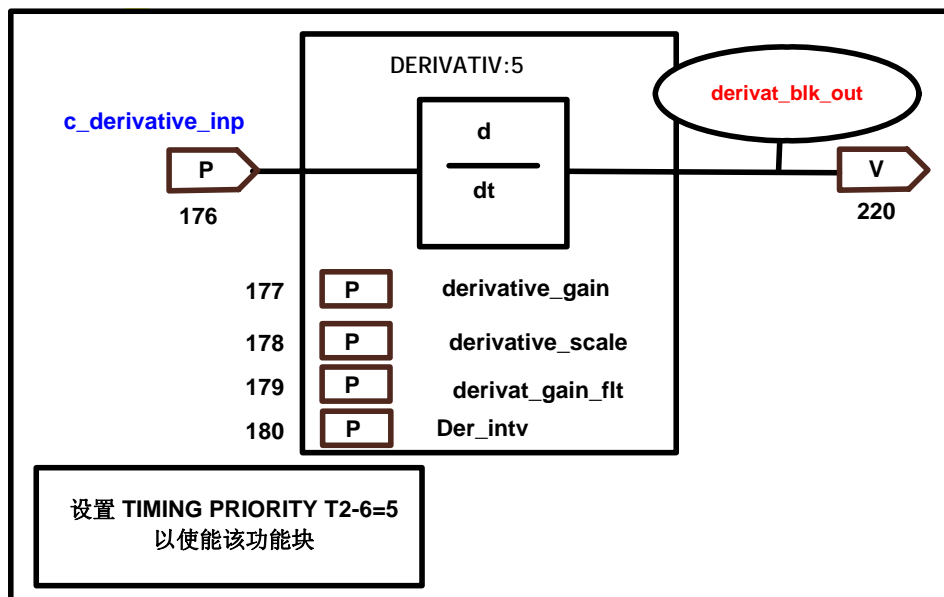 DERIVATIV:5
derivat_blk_out
c_derivative_inp
d
dt
P
V
176
220
177 P derivative_gain
178 P derivative_scale
179 P derivat_gain_flt
180 P Der_intv
设置 TIMING PRIORITY T2-6=5
以使能该功能块